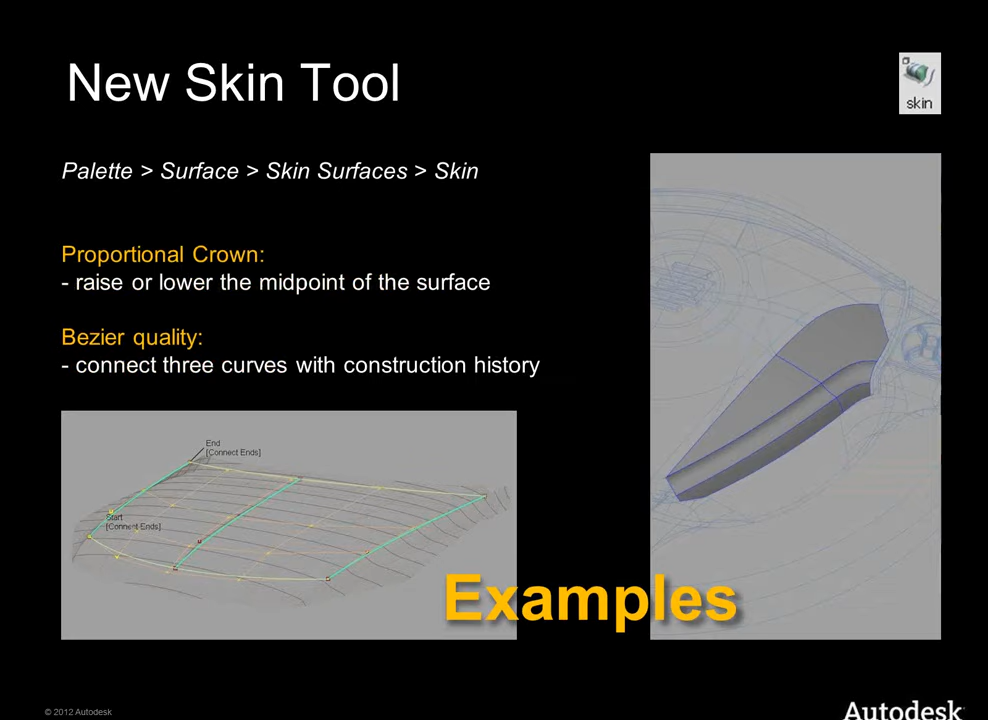 New Skin Tool
skin
Palette > Surface > Skin Surfaces > Skin
Proportional Crown:
- raise or lower the midpoint of the surface
Bezier quality:
- connect three curves with construction history
End
[Connect Ends]
Start
[Connect Ends]
Examples
© 2012 Autodesk
Autodesk